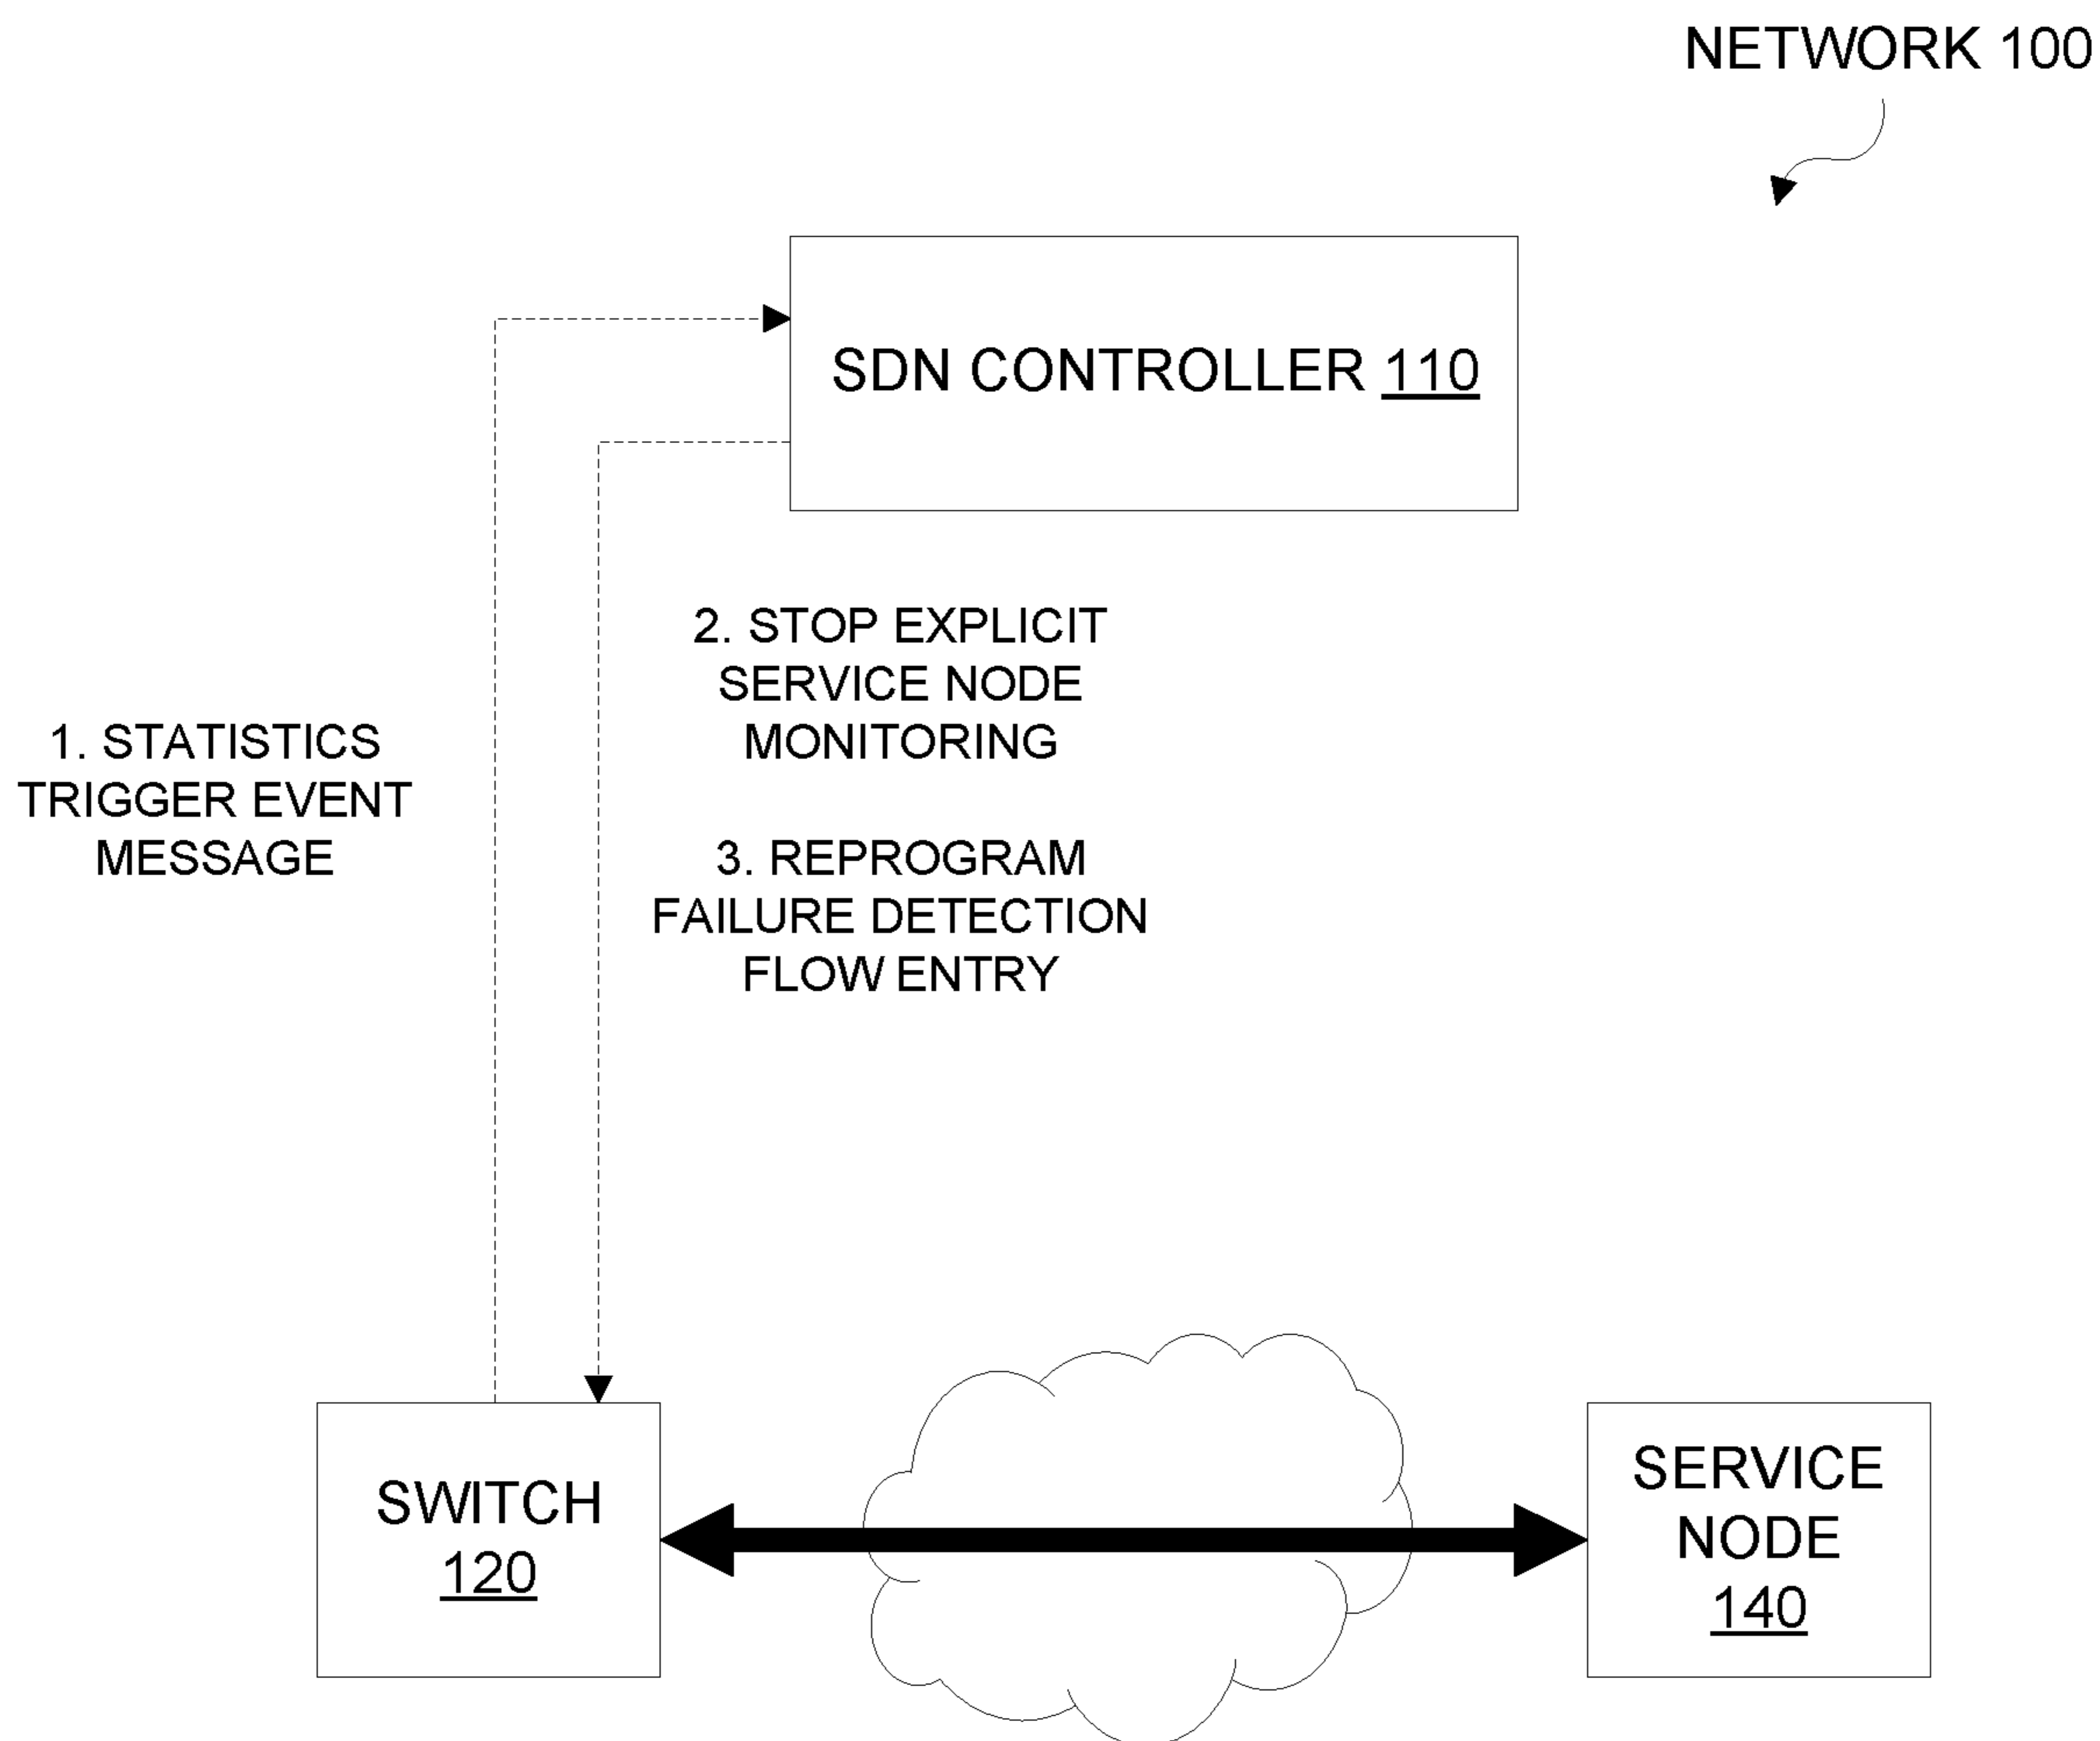 NETWORK 100
SDN CONTROLLER 110
2. STOP EXPLICIT
SERVICE NODE
MONITORING
1. STATISTICS
TRIGGER EVENT
MESSAGE
3. REPROGRAM
FAILURE DETECTION
FLOW ENTRY
SWITCH
120
SERVICE
NODE
140